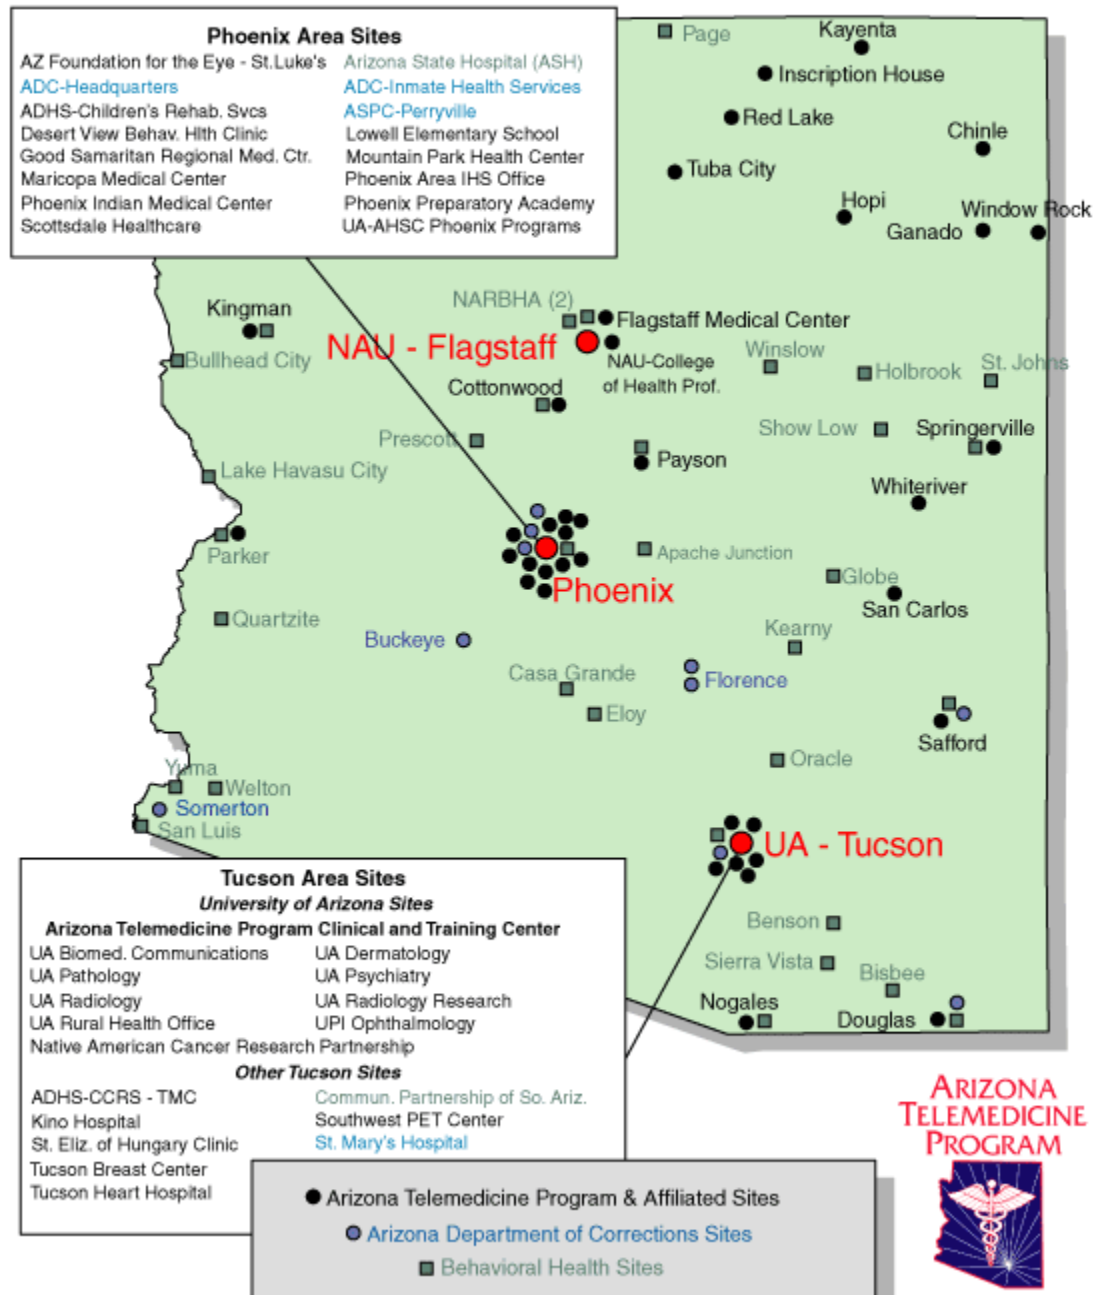 Phoenix Area Sites
AZ Foundation for the Eye - St.Luke's Arizona State Hospital (ASH)
ADC-Headquarters ADC-Inmate Health Services
ADHS-Children's Rehab. Svcs ASPC-Perryville
Desert View Behav. Hlth Clinic Lowell Elementary School
Good Samaritan Regional Med. Ctr. Mountain Park Health Center
Maricopa Medical Center Phoenix Area IHS Office
Phoenix Indian Medical Center Phoenix Preparatory Academy
Scottsdale Healthcare UA-AHSC Phoenix Programs
Page
Kayenta
Inscription House
Red Lake
Chinle
Tuba City
Hopi
Window Rock
Ganado
Kingman
NARBHA (2)
Flagstaff Medical Center
NAU - Flagstaff
Winslow
Bullhead City
NAU-College
of Health Prof.
Holbrook
St. Johns
Cottonwood
Prescott
Show Low
Springerville
Payson
Lake Havasu City
Whiteriver
Parker
Apache Junction
Phoenix
Globe
San Carlos
Quartzite
Kearny
Buckeye
Casa Grande
Florence
Eloy
Safford
Oracle
Yuma
Welton
Somerton
San Luis
UA - Tucson
Benson
Sierra Vista
Bisbee
Nogales
Douglas
Tucson Area Sites
University of Arizona Sites
Arizona Telemedicine Program Clinical and Training Center
UA Biomed. Communications UA Dermatology
UA Pathology UA Psychiatry
UA Radiology UA Radiology Research
UA Rural Health Office UPI Ophthalmology
Native American Cancer Research Partnership
Other Tucson Sites
ADHS-CCRS - TMC Commun. Partnership of So. Ariz.
Kino Hospital Southwest PET Center
St. Eliz. of Hungary Clinic St. Mary's Hospital
Tucson Breast Center
Tucson Heart Hospital
Arizona Telemedicine Program & Affiliated Sites
Arizona Department of Corrections Sites
Behavioral Health Sites
ARIZONA
TELEMEDICINE
PROGRAM